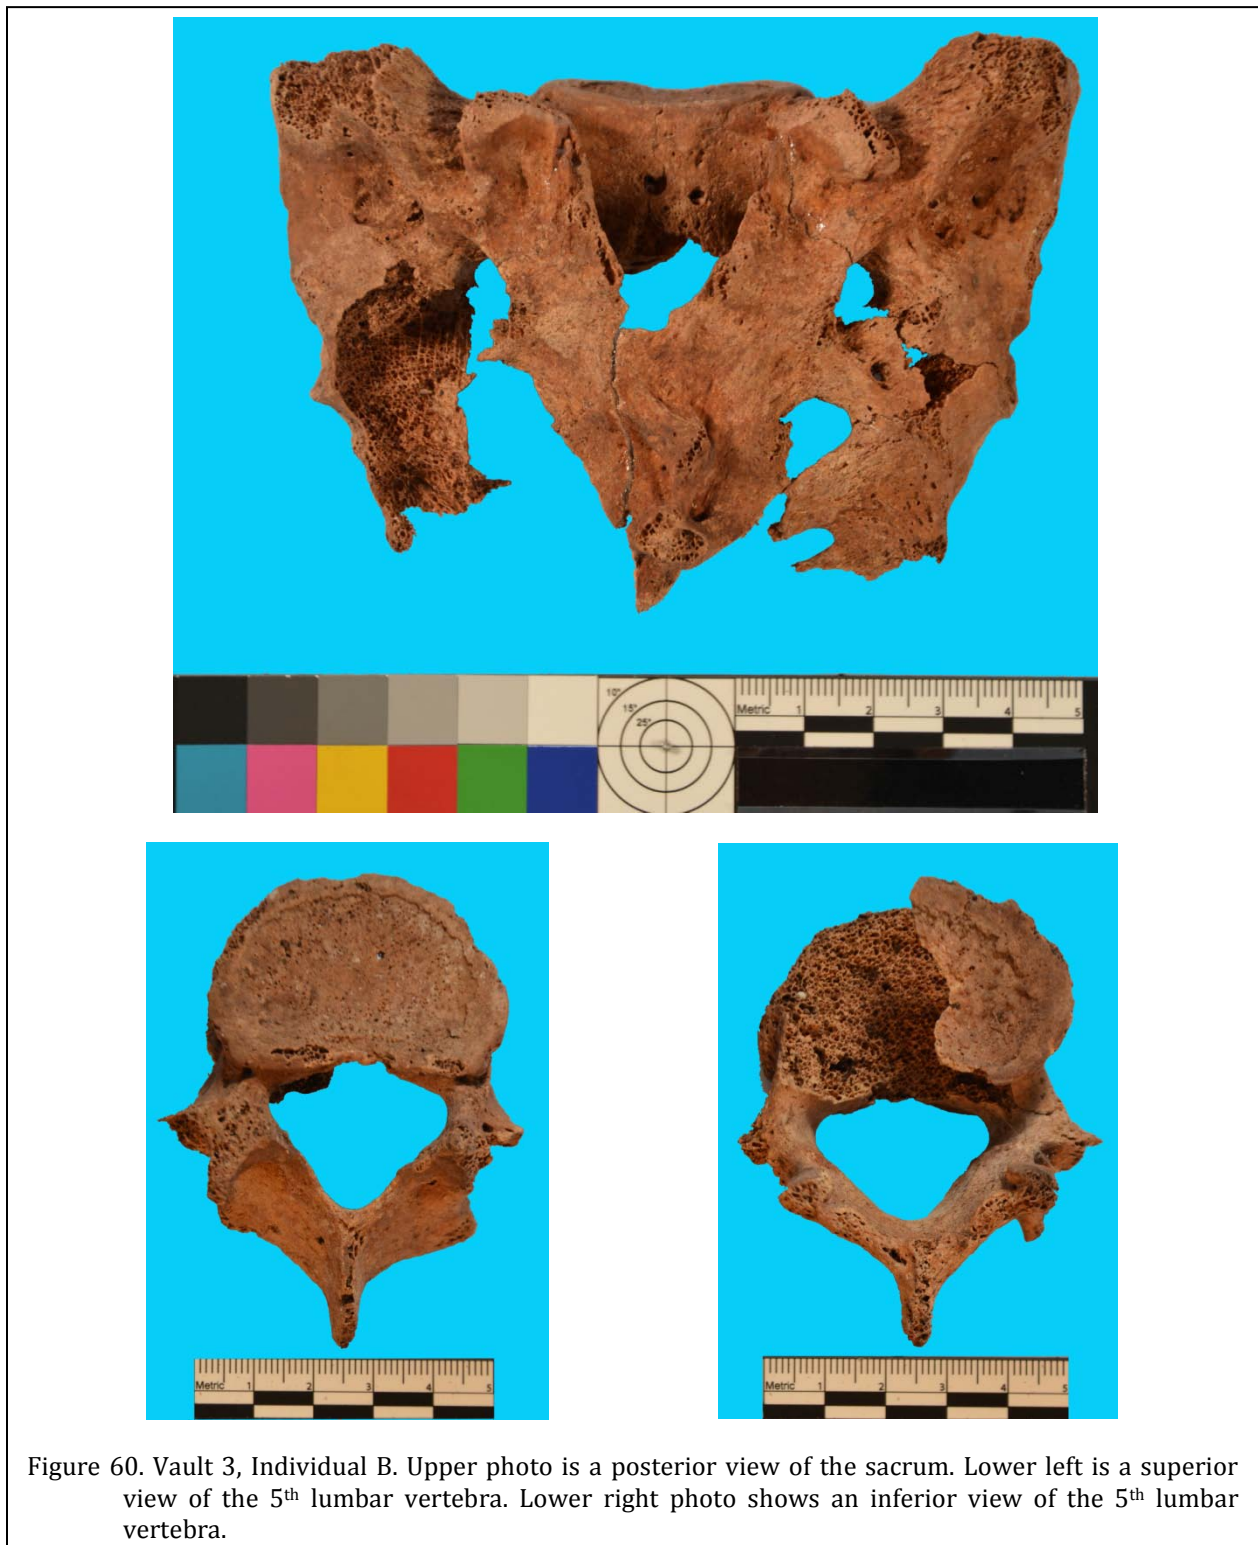 10°
15°
25°
Metric 1 2 3 4 5
Metric 1 2 3 4 5
Metric 1 2 3 4 5
Figure 60. Vault 3, Individual B. Upper photo is a posterior view of the sacrum. Lower left is a superior
view of the 5th lumbar vertebra. Lower right photo shows an inferior view of the 5th lumbar
vertebra.